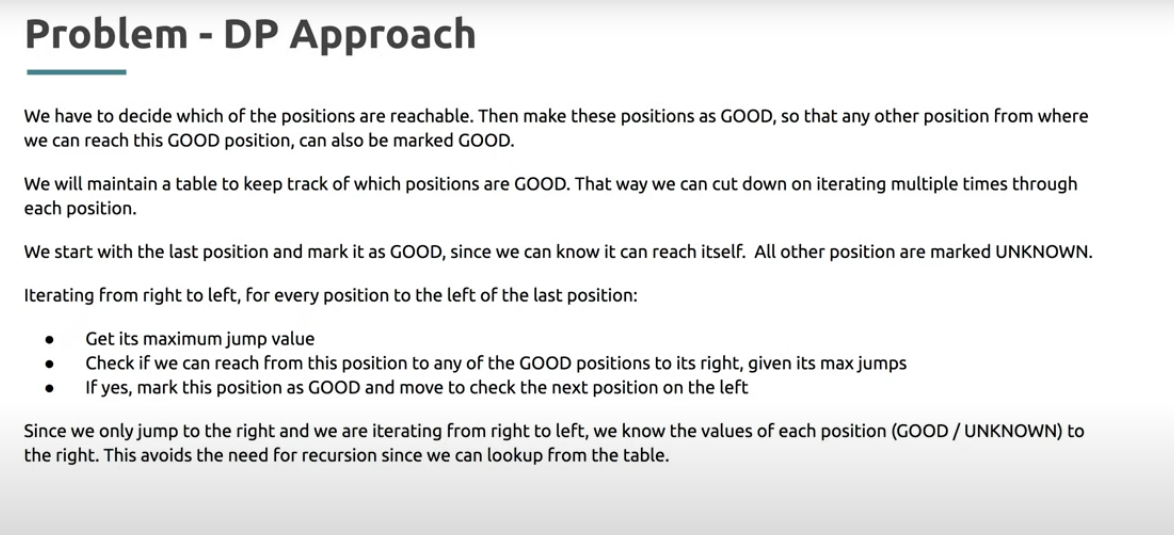 Problem - DP Approach
We have to decide which of the positions are reachable. Then make these positions as GOOD, so that any other position from where
we can reach this GOOD position, can also be marked GOOD.
We will maintain a table to keep track of which positions are GOOD. That way we can cut down on iterating multiple times through
each position.
We start with the last position and mark it as GOOD, since we can know it can reach itself.  All other position are marked UNKNOWN.
Iterating from right to left, for every position to the left of the last position:
● Get its maximum jump value
● Check if we can reach from this position to any of the GOOD positions to its right, given its max jumps
● If yes, mark this position as GOOD and move to check the next position on the left
Since we only jump to the right and we are iterating from right to left, we know the values of each position (GOOD / UNKNOWN) to
the right. This avoids the need for recursion since we can lookup from the table.